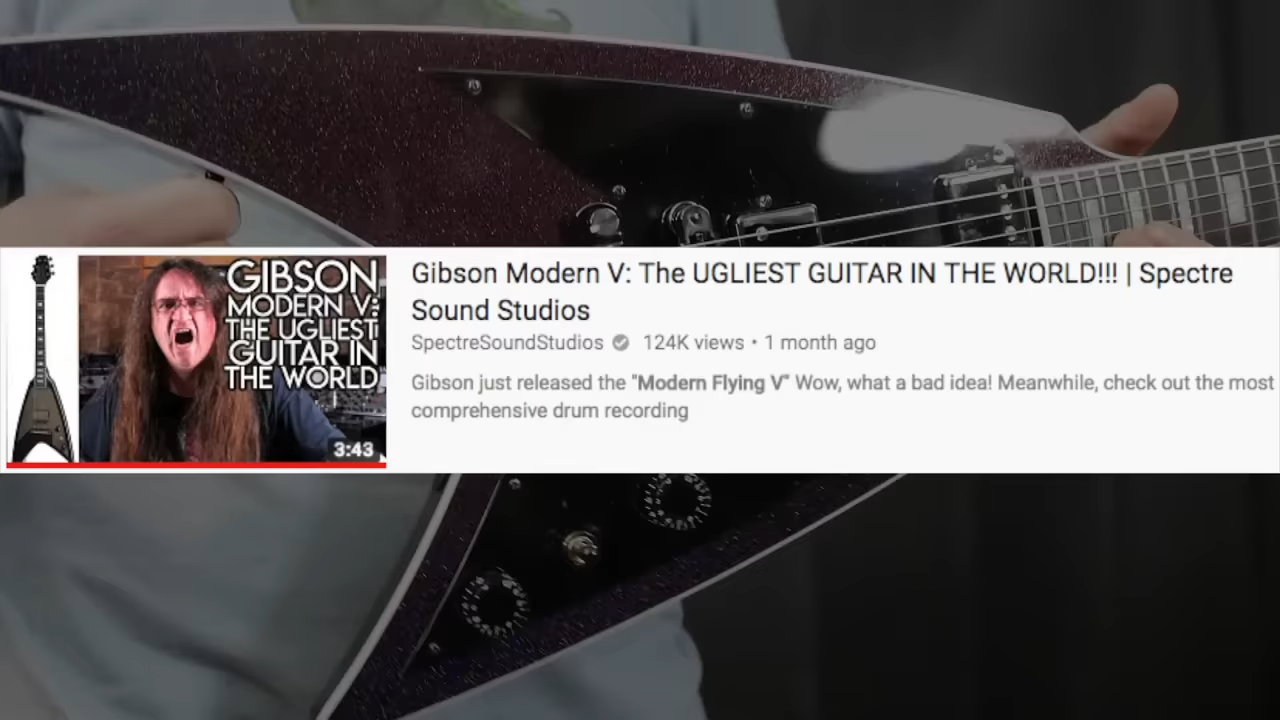 GIBSON
MODERN V:
THE UGLIEST
GUITAR IN
THE WORLD
3:43
Gibson Modern V: The UGLIEST GUITAR IN THE WORLD!!! | Spectre
Sound Studios
SpectreSoundStudios 124K views • 1 month ago
Gibson just released the "Modern Flying V" Wow, what a bad idea! Meanwhile, check out the most
comprehensive drum recording